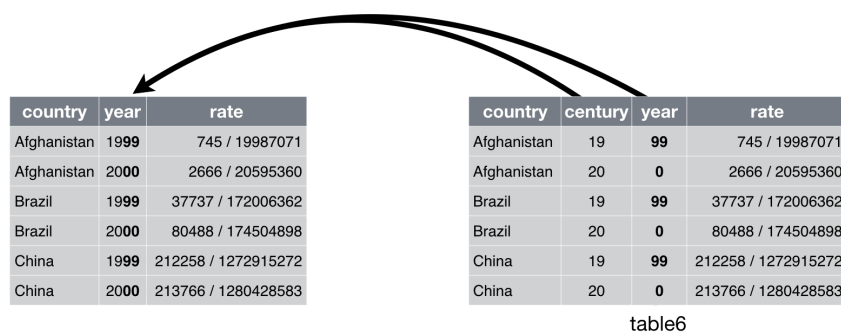 country year rate
Afghanistan 1999 745 / 19987071
Afghanistan 2000 2666 / 20595360
Brazil 1999 37737 / 172006362
Brazil 2000 80488 / 174504898
China 1999 212258 / 1272915272
China 2000 213766 / 1280428583
country century year rate
Afghanistan 19 99 745 / 19987071
Afghanistan 20 0 2666 / 20595360
Brazil 19 99 37737 / 172006362
Brazil 20 0 80488 / 174504898
China 19 99 212258 / 1272915272
China 20 0 213766 / 1280428583
table6